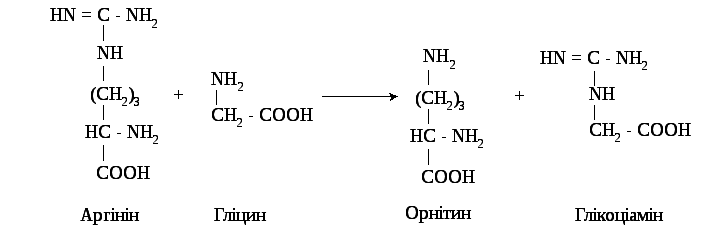 HN = C - NH2
NH
(CH2)3
HC - NH2
COOH
Аргінін
+
NH2
CH2 - COOH
Гліцин
NH2
(CH2)3
HC - NH2
COOH
Орнітин
+
HN = C - NH2
NH
CH2 - COOH
Глікоціамін